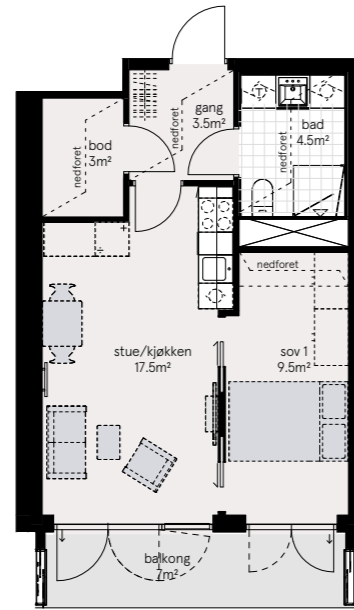 gang
3.5m²
nedforet
bad
4.5m²
nedforet
T
bod
3m²
nedforet
nedforet
stue/kjøkken
17.5m²
sov 1
9.5m²
balkong
7m²